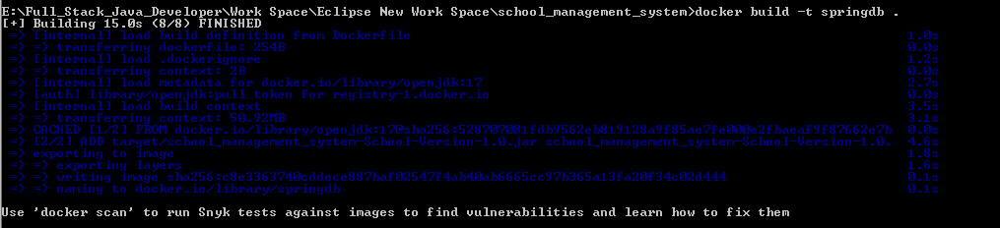 E:\Full_Stack_Java_Developer\Work Space\Eclipse New Work Space\school_management_system>docker build -t springdb .
[+] Building 15.0s (8/8) FINISHED
=> [internal] load build definition from Dockerfile 1.0s
=> => transferring dockerfile: 254B 0.0s
=> [internal] load .dockerignore 1.2s
=> => transferring context: 2B 0.0s
=> [internal] load metadata for docker.io/library/openjdk:17 2.7s
=> [auth] library/openjdk:pull token for registry-1.docker.io 0.0s
=> [internal] load build context 3.5s
=> => transferring context: 50.92MB 3.1s
=> CACHED [1/2] FROM docker.io/library/openjdk:17@sha256:528707081fdb9562eb819128a9f85ae7fe000e2fbaeaf9f87662e7b 0.0s
=> [2/2] ADD target/school_management_system-School-Version-1.0.jar school_management_system-School-Version-1.0. 4.6s
=> exporting to image 1.8s
=> => exporting layers 1.6s
=> => writing image sha256:c8e3363740cddece887baf02547f4ab40ab6665cc97b365a13fa20f34c02d444 0.1s
=> => naming to docker.io/library/springdb 0.1s
Use 'docker scan' to run Snyk tests against images to find vulnerabilities and learn how to fix them